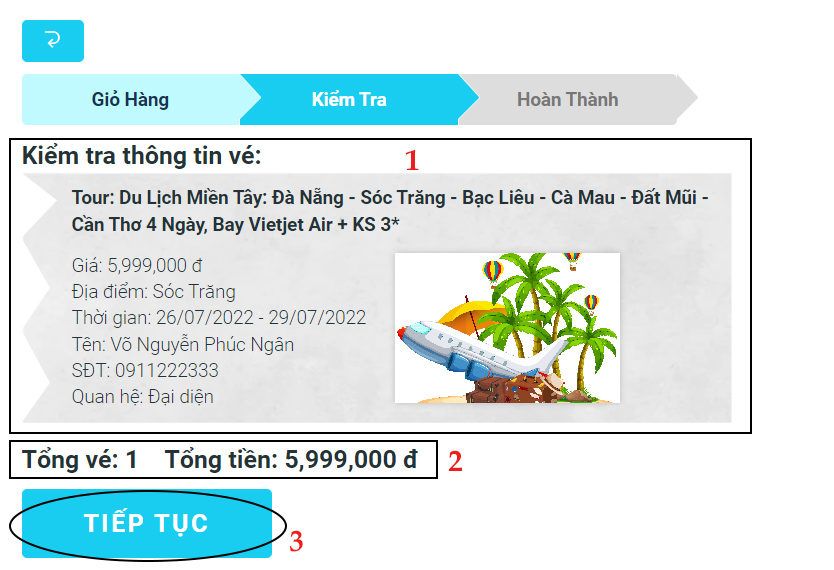 Giỏ Hàng
Kiểm Tra
Hoàn Thành
Kiểm tra thông tin vé:
1
Tour: Du Lịch Miền Tây: Đà Nẵng - Sóc Trăng - Bạc Liêu - Cà Mau - Đất Mũi -
Cần Thơ 4 Ngày, Bay Vietjet Air + KS 3*
Giá: 5,999,000 đ
Địa điểm: Sóc Trăng
Thời gian: 26/07/2022 - 29/07/2022
Tên: Võ Nguyễn Phúc Ngân
SĐT: 0911222333
Quan hệ: Đại diện
Tổng vé: 1 Tổng tiền: 5,999,000 đ
2
TIẾP TỤC
3